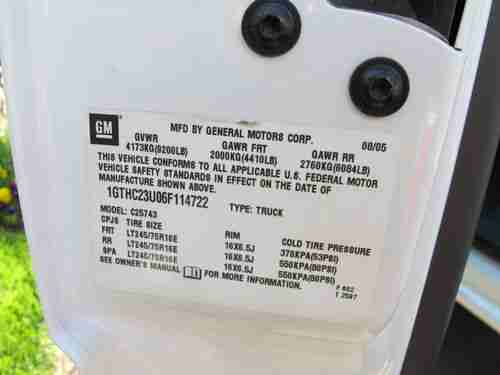 GM
MFD BY GENERAL MOTORS CORP. 08/05
GVWR GAWR FRT GAWR RR
4173KG(9200LB) 2000KG(4410LB) 2760KG(6084LB)
THIS VEHICLE CONFORMS TO ALL APPLICABLE U.S. FEDERAL MOTOR
VEHICLE SAFETY STANDARDS IN EFFECT ON THE DATE OF
MANUFACTURE SHOWN ABOVE.
1GTHC23U06F114722 TYPE: TRUCK
MODEL: C25743
CPJS TIRE SIZE RIM COLD TIRE PRESSURE
FRT LT245/75R16E 16X6.5J 370KPA(53PSI)
RR LT245/75R16E 16X6.5J 550KPA(80PSI)
SPA LT245/75R16E 16X6.5J 550KPA(80PSI)
SEE OWNER'S MANUAL FOR MORE INFORMATION.